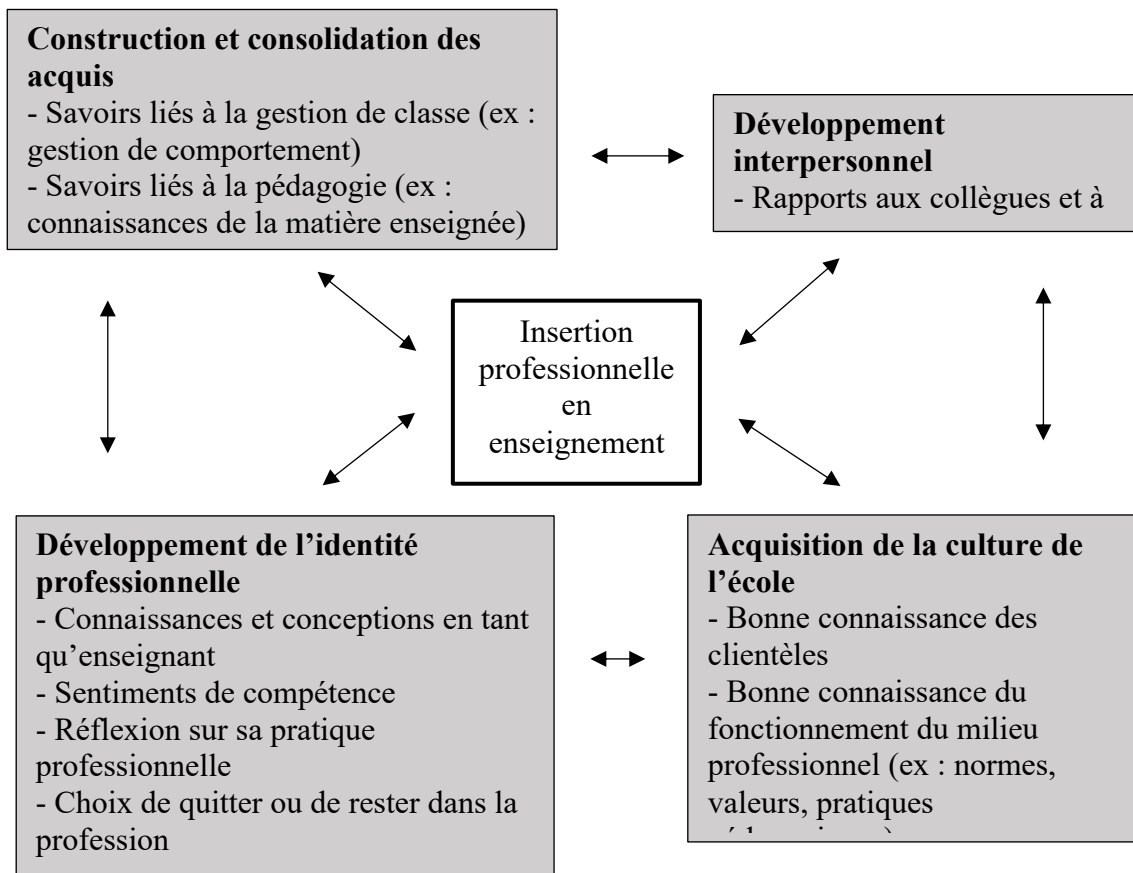 Construction et consolidation des
acquis
- Savoirs liés à la gestion de classe (ex :
gestion de comportement)
- Savoirs liés à la pédagogie (ex :
connaissances de la matière enseignée)
Développement
interpersonnel
- Rapports aux collègues et à
Insertion
professionnelle
en
enseignement
Développement de l’identité
professionnelle
- Connaissances et conceptions en tant
qu’enseignant
- Sentiments de compétence
- Réflexion sur sa pratique
professionnelle
- Choix de quitter ou de rester dans la
profession
Acquisition de la culture de
l’école
- Bonne connaissance des
clientèles
- Bonne connaissance du
fonctionnement du milieu
professionnel (ex : normes,
valeurs, pratiques